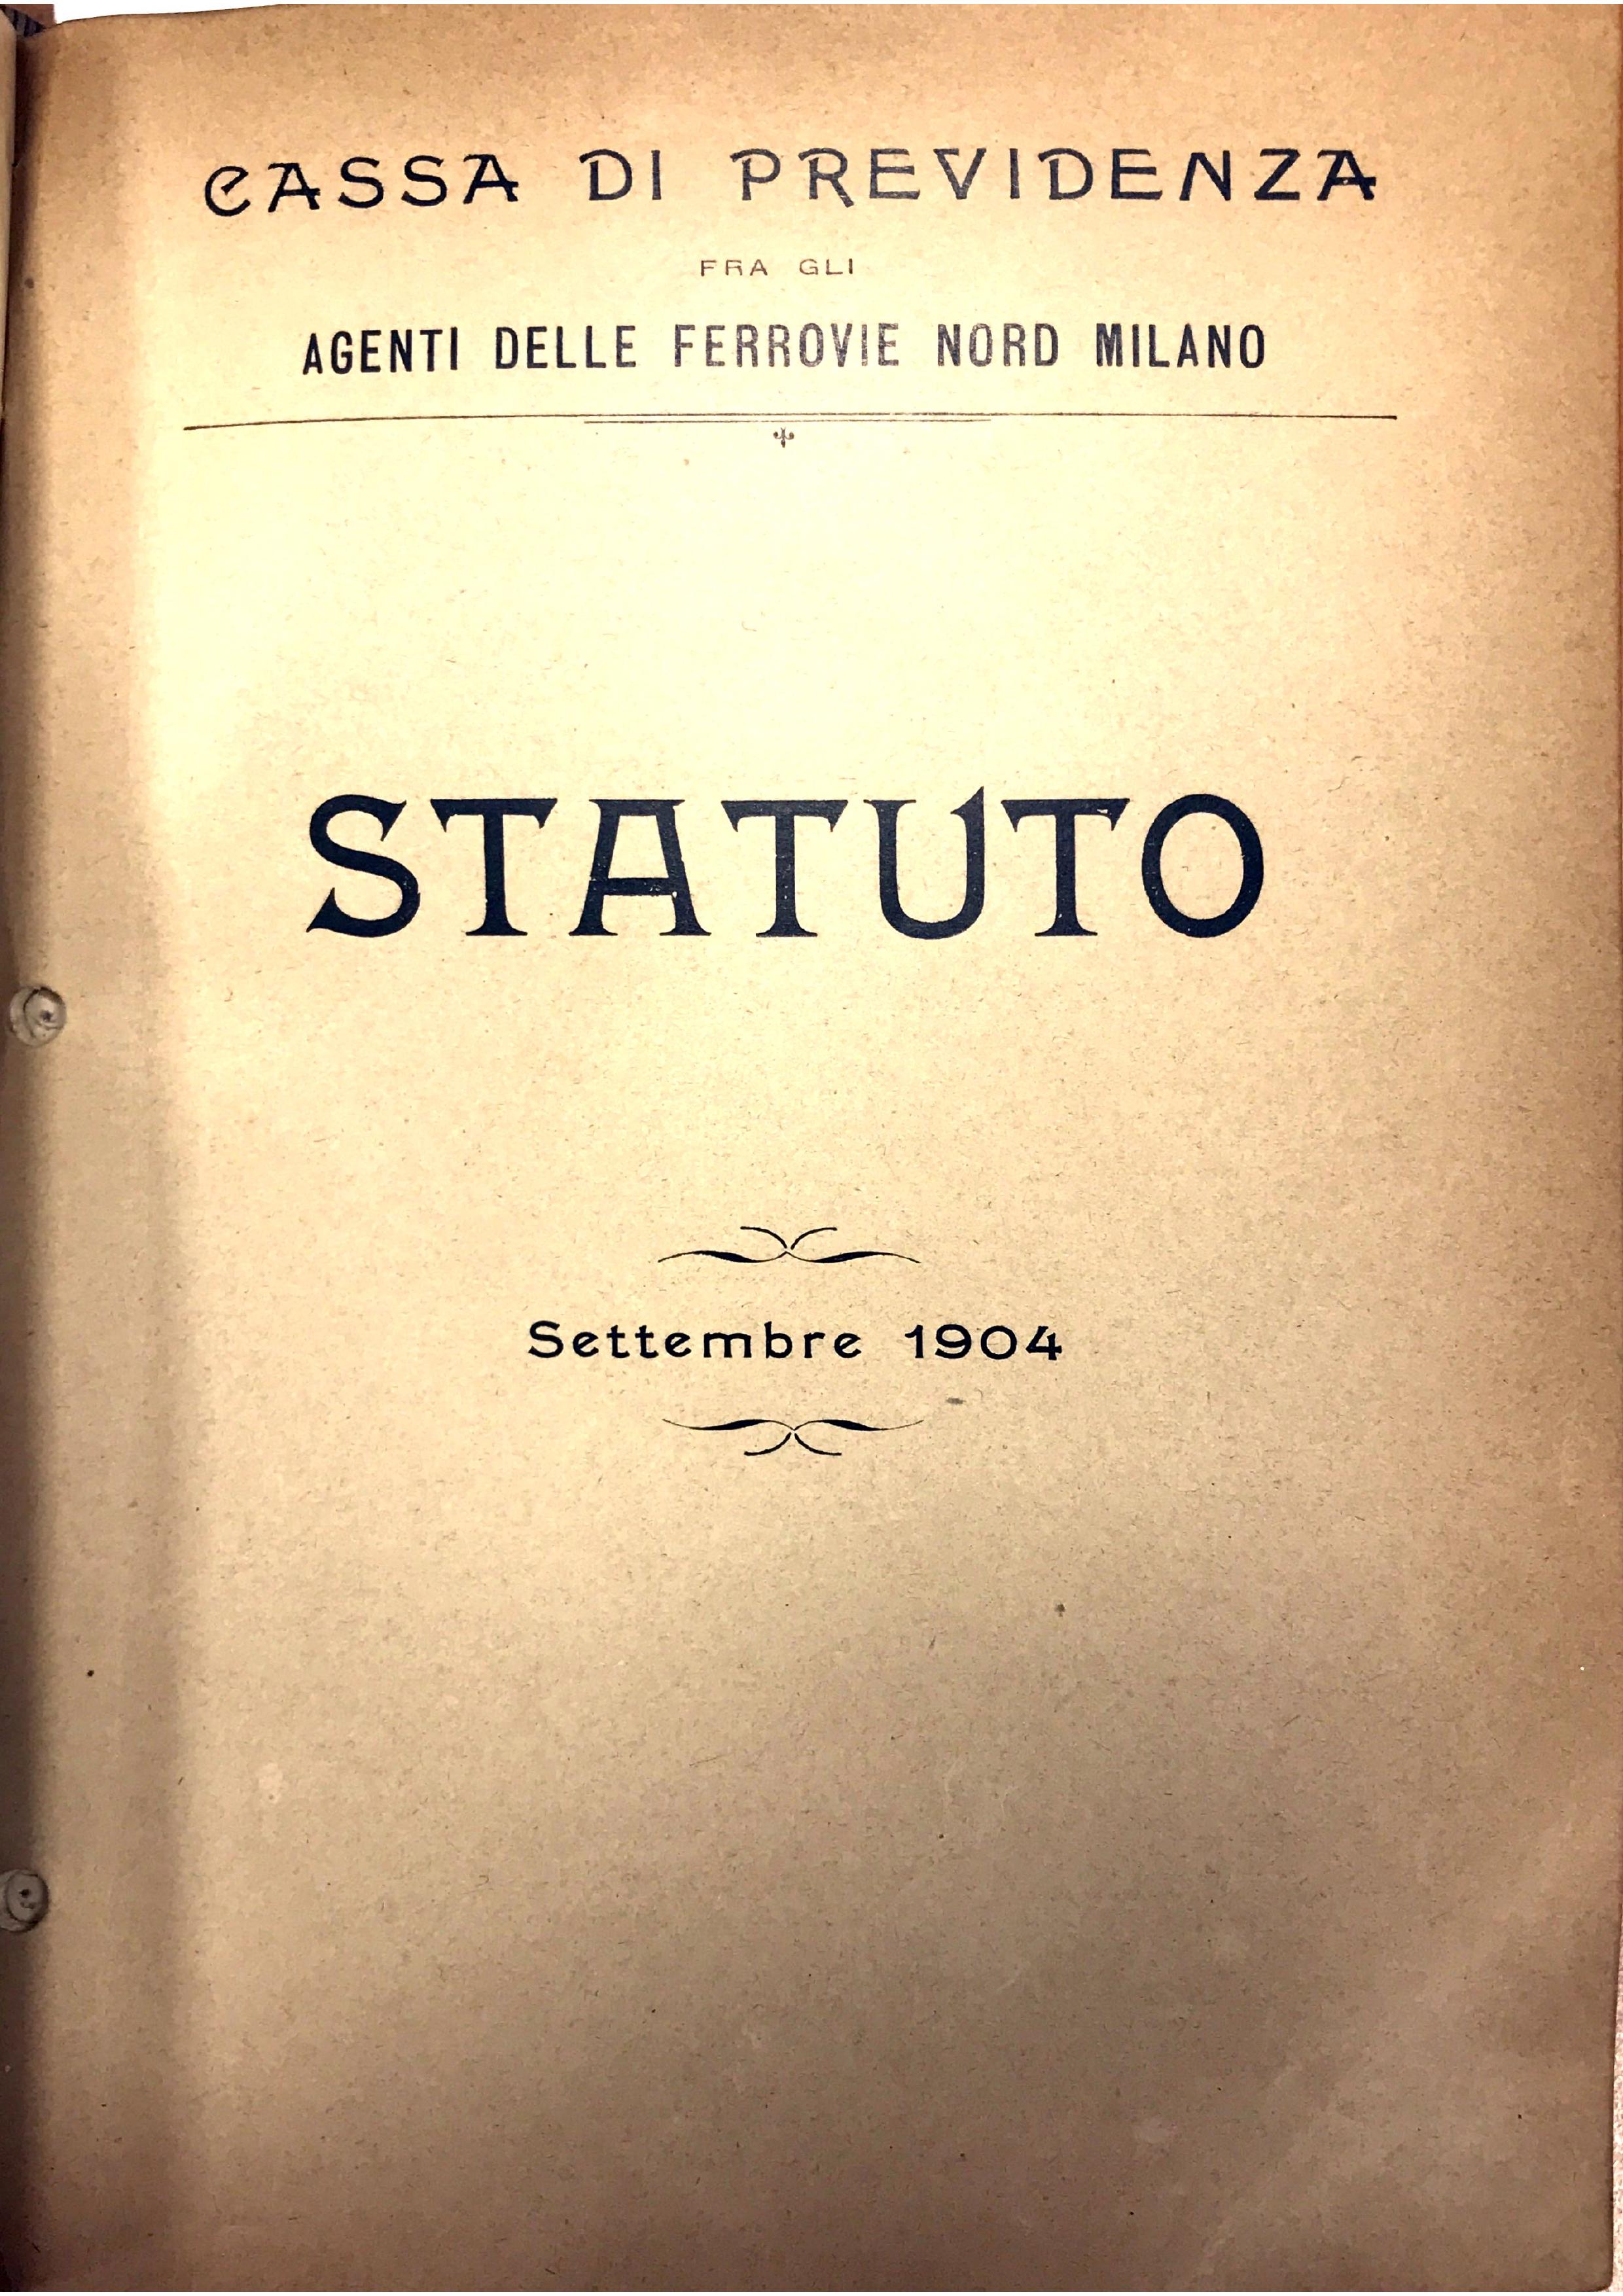 CASSA DI PREVIDENZA
FRA GLI
AGENTI DELLE FERROVIE NORD MILANO
STATUTO
Settembre 1904